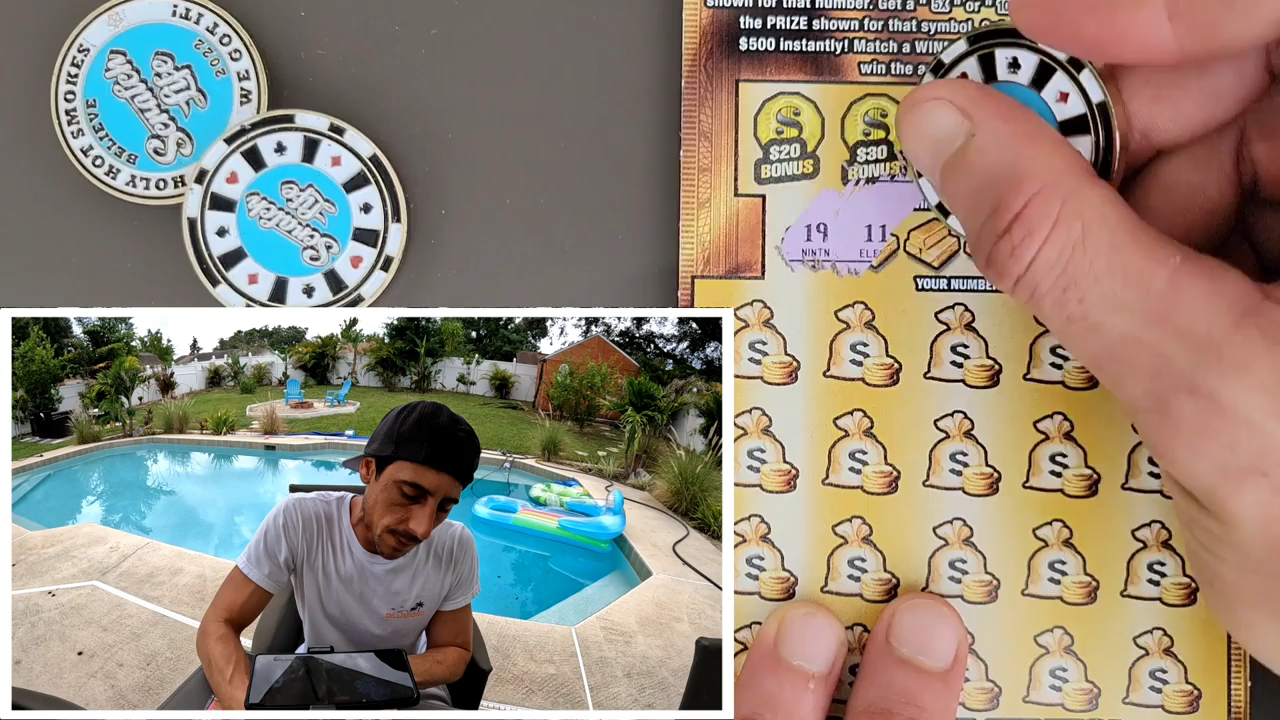 HOLY HOT SMOKES WE GOT IT!
BELIEVE
2022
Scratch
Life
Scratch
Life
shown for that number. Get a "5X" or "10
the PRIZE shown for that symbol.
$500 instantly! Match a WIN
win the a
$20
BONUS
$30
BONUS
19
NINTN
11
ELE
YOUR NUMBE